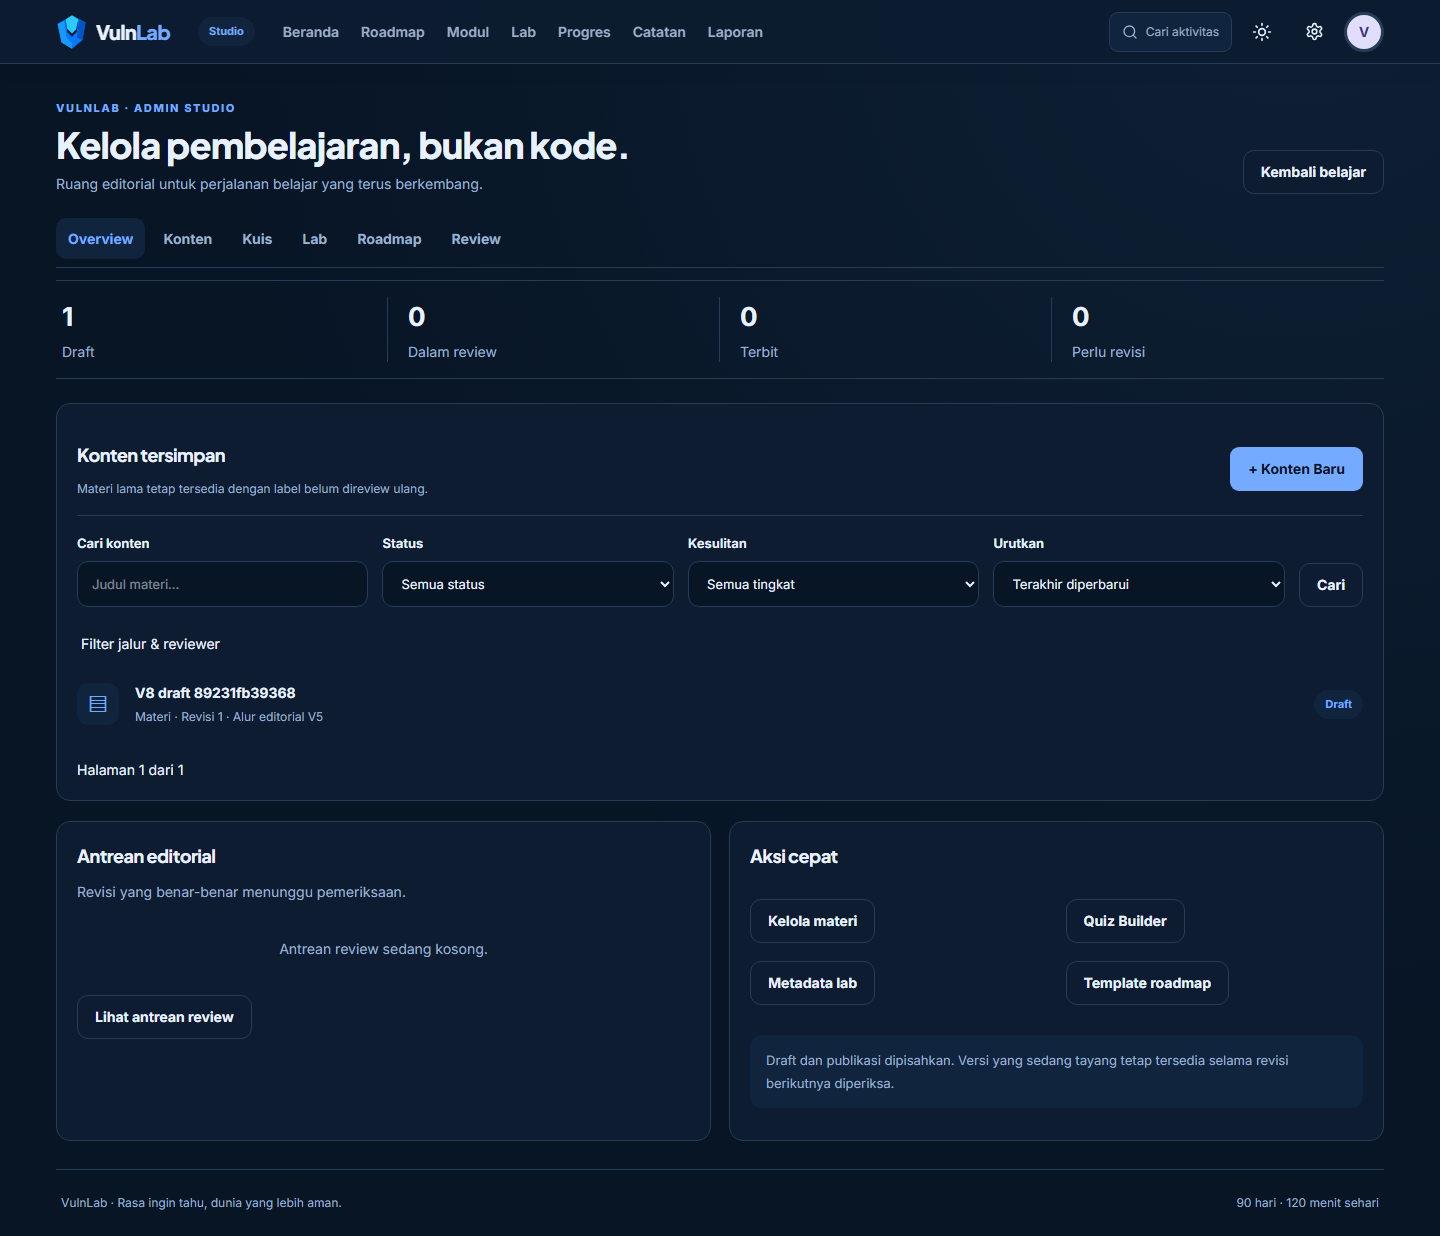 VulnLab
Studio
Beranda
Roadmap
Modul
Lab
Progres
Catatan
Laporan
Cari aktivitas
V
VULNLAB · ADMIN STUDIO
Kelola pembelajaran, bukan kode.
Ruang editorial untuk perjalanan belajar yang terus berkembang.
Kembali belajar
Overview
Konten
Kuis
Lab
Roadmap
Review
1
Draft
0
Dalam review
0
Terbit
0
Perlu revisi
Konten tersimpan
Materi lama tetap tersedia dengan label belum direview ulang.
+ Konten Baru
Cari konten
Judul materi...
Status
Semua status
Kesulitan
Semua tingkat
Urutkan
Terakhir diperbarui
Cari
Filter jalur & reviewer
V8 draft 89231fb39368
Materi · Revisi 1 · Alur editorial V5
Draft
Halaman 1 dari 1
Antrean editorial
Revisi yang benar-benar menunggu pemeriksaan.
Antrean review sedang kosong.
Lihat antrean review
Aksi cepat
Kelola materi
Quiz Builder
Metadata lab
Template roadmap
Draft dan publikasi dipisahkan. Versi yang sedang tayang tetap tersedia selama revisi
berikutnya diperiksa.
VulnLab · Rasa ingin tahu, dunia yang lebih aman.
90 hari · 120 menit sehari